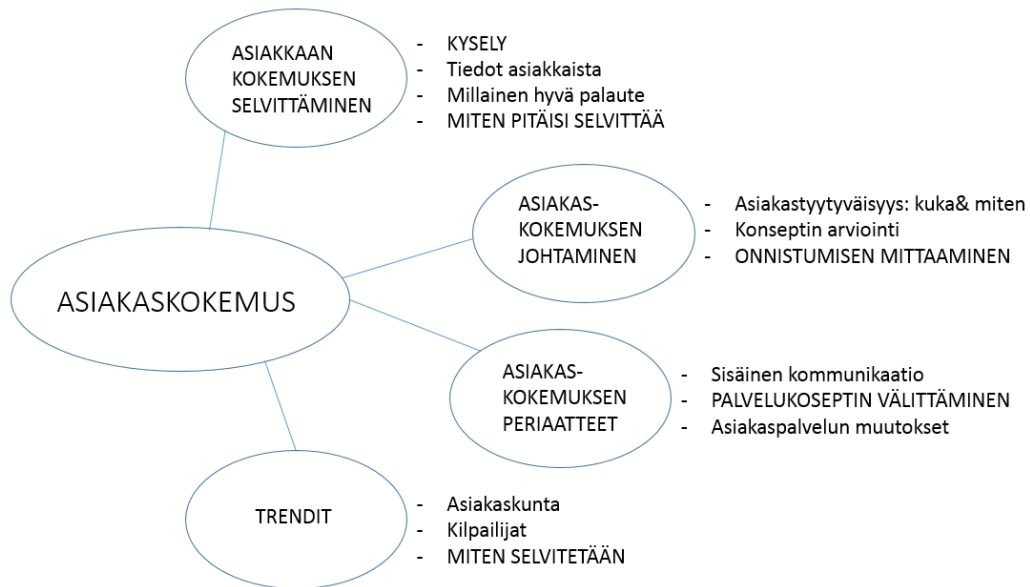 ASIAKKAAN
KOKEMUKSEN
SELVITTÄMINEN
- KYSELY
- Tiedot asiakkaista
- Millainen hyvä palaute
- MITEN PITÄISI SELVITTÄÄ
ASIAKAS-
KOKEMUKSEN
JOHTAMINEN
- Asiakastyytyväisyys: kuka& miten
- Konseptin arviointi
- ONNISTUMISEN MITTAAMINEN
ASIAKASKOKEMUS
ASIAKAS-
KOKEMUKSEN
PERIAATTEET
- Sisäinen kommunikaatio
- PALVELUKOSEPTIN VÄLITTÄMINEN
- Asiakaspalvelun muutokset
TRENDIT
- Asiakaskunta
- Kilpailijat
- MITEN SELVITETÄÄN